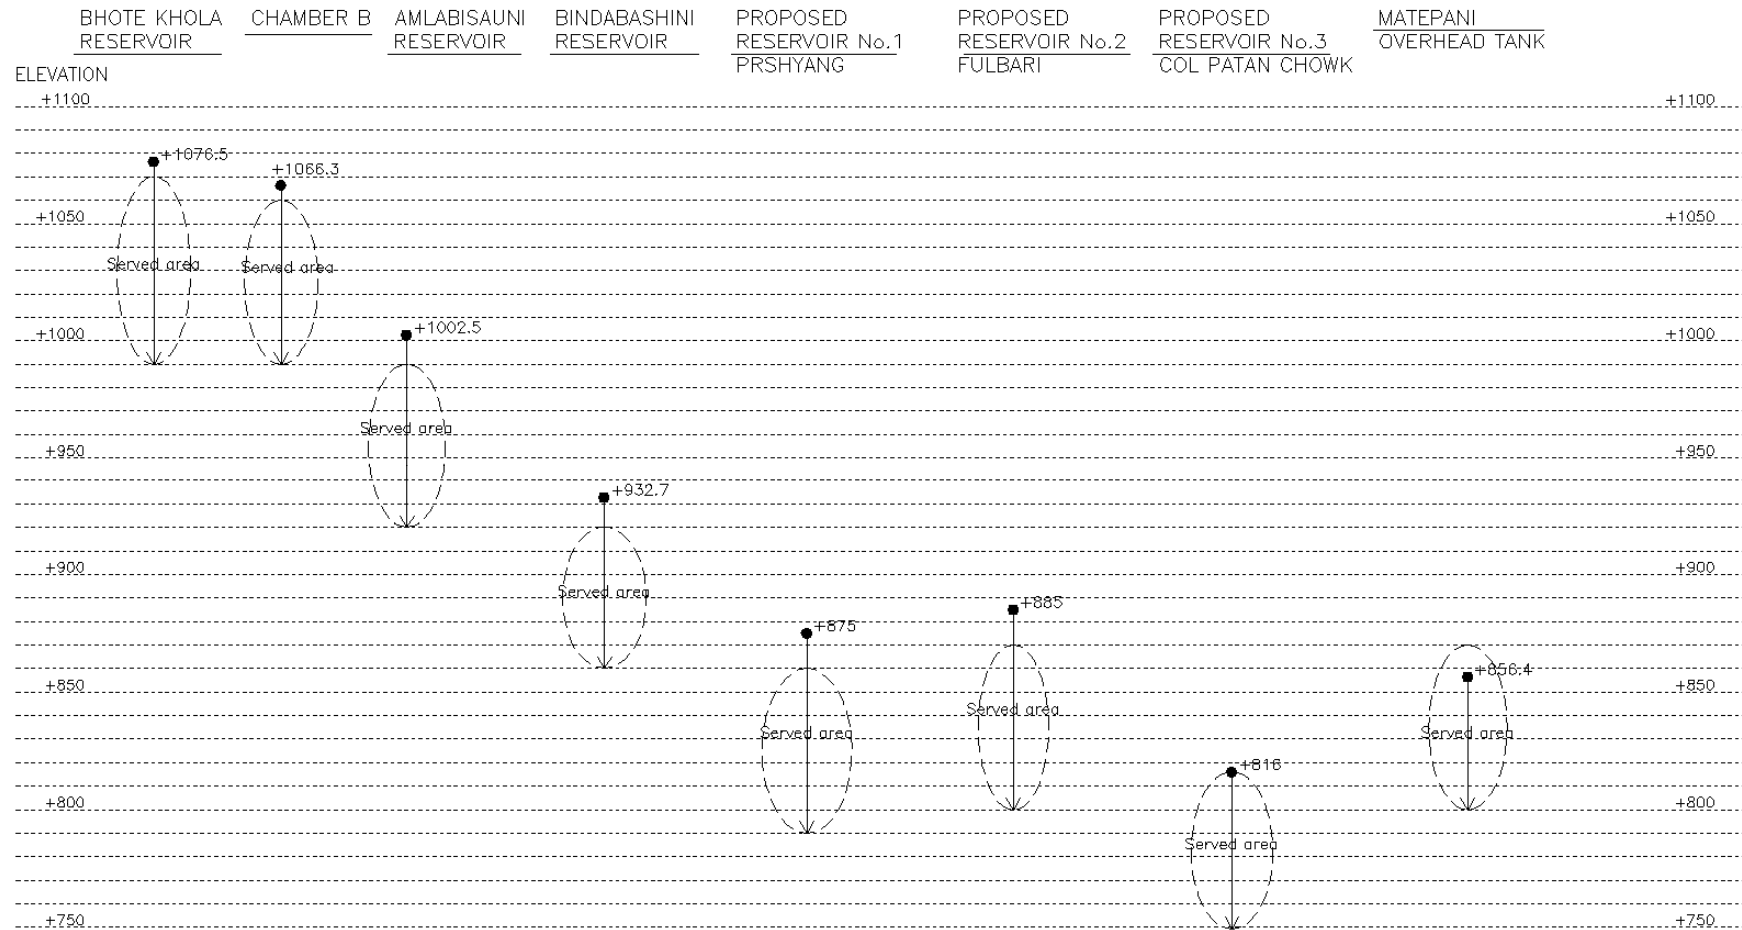 BHOTE KHOLA
RESERVOIR
CHAMBER B
AMLABISAUNI
RESERVOIR
BINDABASHINI
RESERVOIR
PROPOSED
RESERVOIR No.1
PRSHYANG
PROPOSED
RESERVOIR No.2
FULBARI
PROPOSED
RESERVOIR No.3
COL PATAN CHOWK
MATEPANI
OVERHEAD TANK
ELEVATION
+1100 +1100
+1076.5
+1066.3
+1050 +1050
Served area Served area
+1002.5
+1000 +1000
Served area
+950 +950
+932.7
+900 +900
Served area
+885
+875
+856.4
+850 +850
Served area
Served area Served area
+816
+800 +800
Served area
+750 +750